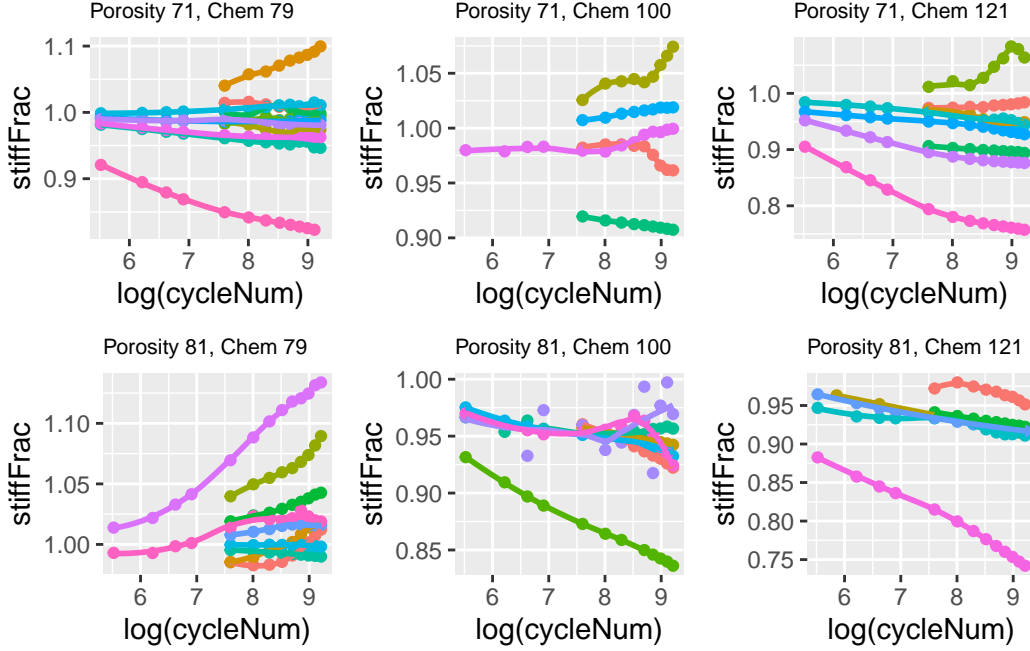 Porosity 71, Chem 79
Porosity 71, Chem 100
Porosity 71, Chem 121
stiffFrac
1.1
1.0
0.9
6 7 8 9
log(cycleNum)
stiffFrac
1.05
1.00
0.95
0.90
6 7 8 9
log(cycleNum)
stiffFrac
1.0
0.9
0.8
6 7 8 9
log(cycleNum)
Porosity 81, Chem 79
Porosity 81, Chem 100
Porosity 81, Chem 121
stiffFrac
1.10
1.05
1.00
6 7 8 9
log(cycleNum)
stiffFrac
1.00
0.95
0.90
0.85
6 7 8 9
log(cycleNum)
stiffFrac
0.95
0.90
0.85
0.80
0.75
6 7 8 9
log(cycleNum)